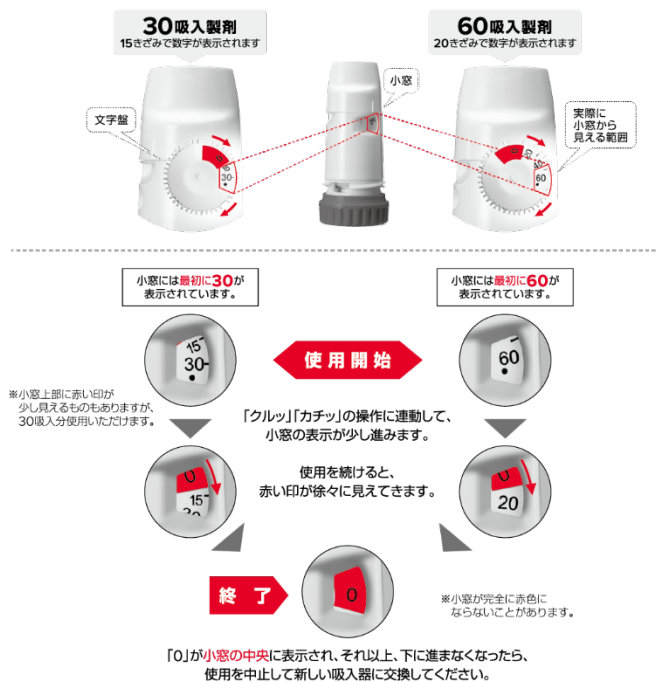 30吸入製剤
15きざみで数字が表示されます
60吸入製剤
20きざみで数字が表示されます
小窓
文字盤
実際に
小窓から
見える範囲
0
15
30
0
20
40
60
小窓には最初に30が
表示されています。
小窓には最初に60が
表示されています。
15
30
使用開始
60
※小窓上部に赤い印が
少し見えるものもありますが、
30吸入分使用いただけます。
「クルッ」「カチッ」の操作に連動して、
小窓の表示が少し進みます。
0
15
30
使用を続けると、
赤い印が徐々に見えてきます。
0
20
終了
0
※小窓が完全に赤色に
ならないことがあります。
「0」が小窓の中央に表示され、それ以上、下に進まなくなったら、
使用を中止して新しい吸入器に交換してください。